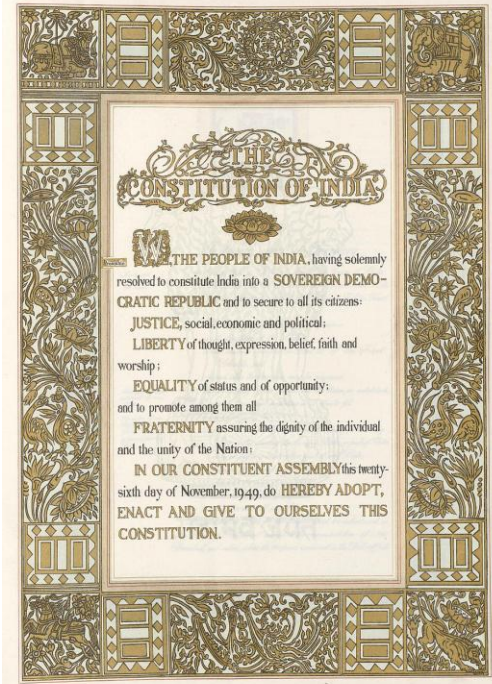 THE
CONSTITUTION OF INDIA
WE, THE PEOPLE OF INDIA, having solemnly
resolved to constitute India into a SOVEREIGN DEMO-
CRATIC REPUBLIC and to secure to all its citizens:
JUSTICE, social, economic and political;
LIBERTY of thought, expression, belief, faith and
worship;
EQUALITY of status and of opportunity;
and to promote among them all
FRATERNITY assuring the dignity of the individual
and the unity of the Nation;
IN OUR CONSTITUENT ASSEMBLY this twenty-
sixth day of November, 1949, do HEREBY ADOPT,
ENACT AND GIVE TO OURSELVES THIS
CONSTITUTION.